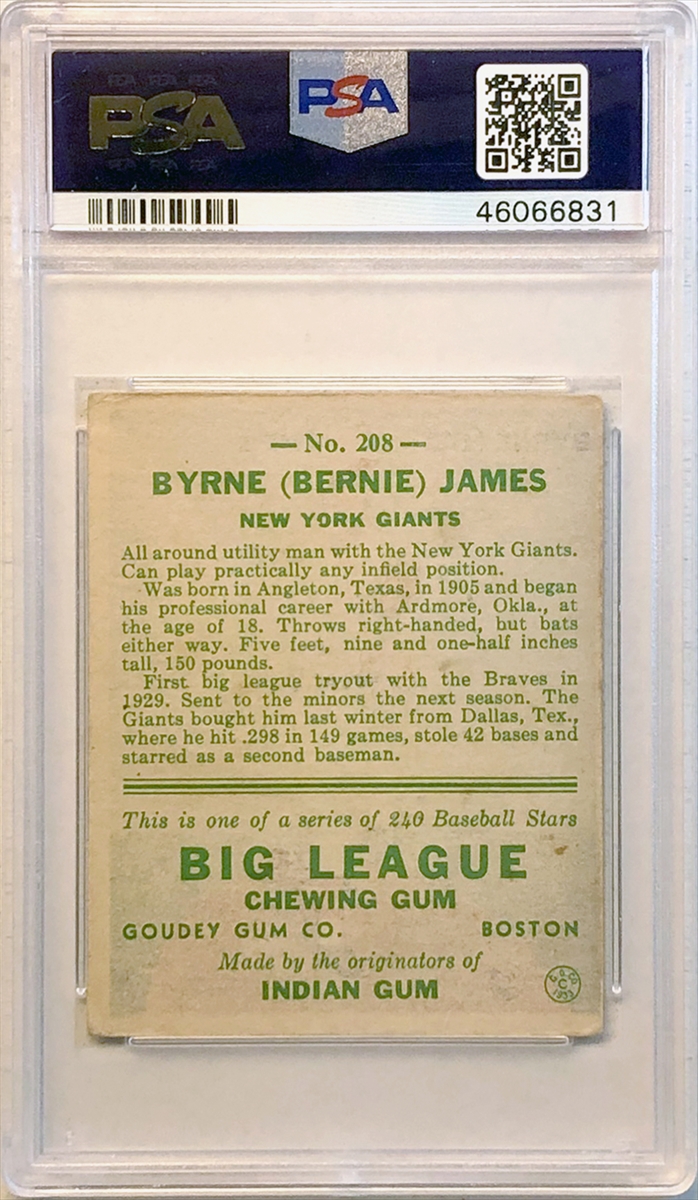 PSA
PSA
46066831
— No. 208 —
BYRNE (BERNIE) JAMES
NEW YORK GIANTS
All around utility man with the New York Giants.
Can play practically any infield position.
Was born in Angleton, Texas, in 1905 and began
his professional career with Ardmore, Okla., at
the age of 18. Throws right-handed, but bats
either way. Five feet, nine and one-half inches
tall, 150 pounds.
First big league tryout with the Braves in
1929. Sent to the minors the next season. The
Giants bought him last winter from Dallas, Tex.,
where he hit .298 in 149 games, stole 42 bases and
starred as a second baseman.
This is one of a series of 240 Baseball Stars
BIG LEAGUE
CHEWING GUM
GOUDEY GUM CO. BOSTON
Made by the originators of
INDIAN GUM
G.G.CO.
C
1933